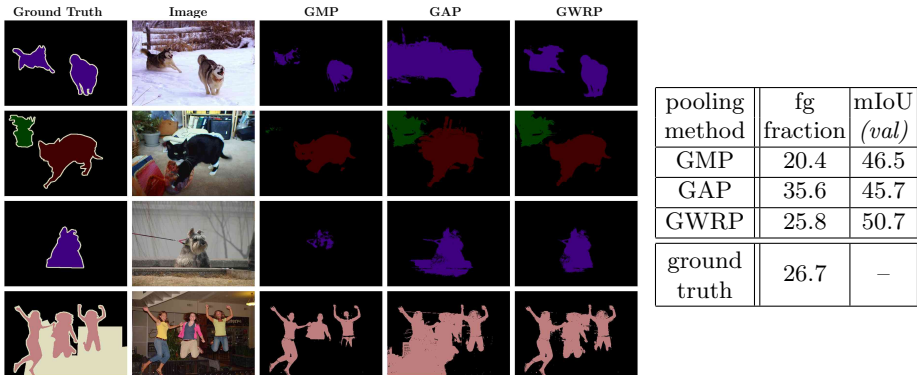 Ground Truth Image GMP GAP GWRP
pooling method fg fraction mIoU (val)
GMP 20.4 46.5
GAP 35.6 45.7
GWRP 25.8 50.7
ground truth 26.7 –